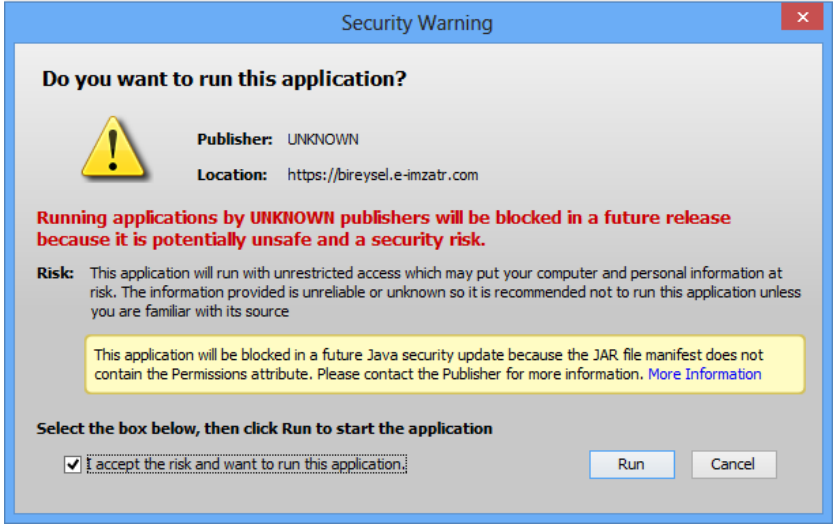 Security Warning
Do you want to run this application?
Publisher: UNKNOWN
Location: https://bireysel.e-imzatr.com
Running applications by UNKNOWN publishers will be blocked in a future release
because it is potentially unsafe and a security risk.
Risk: This application will run with unrestricted access which may put your computer and personal information at
risk. The information provided is unreliable or unknown so it is recommended not to run this application unless
you are familiar with its source
This application will be blocked in a future Java security update because the JAR file manifest does not
contain the Permissions attribute. Please contact the Publisher for more information. More Information
Select the box below, then click Run to start the application
I accept the risk and want to run this application.
Run
Cancel